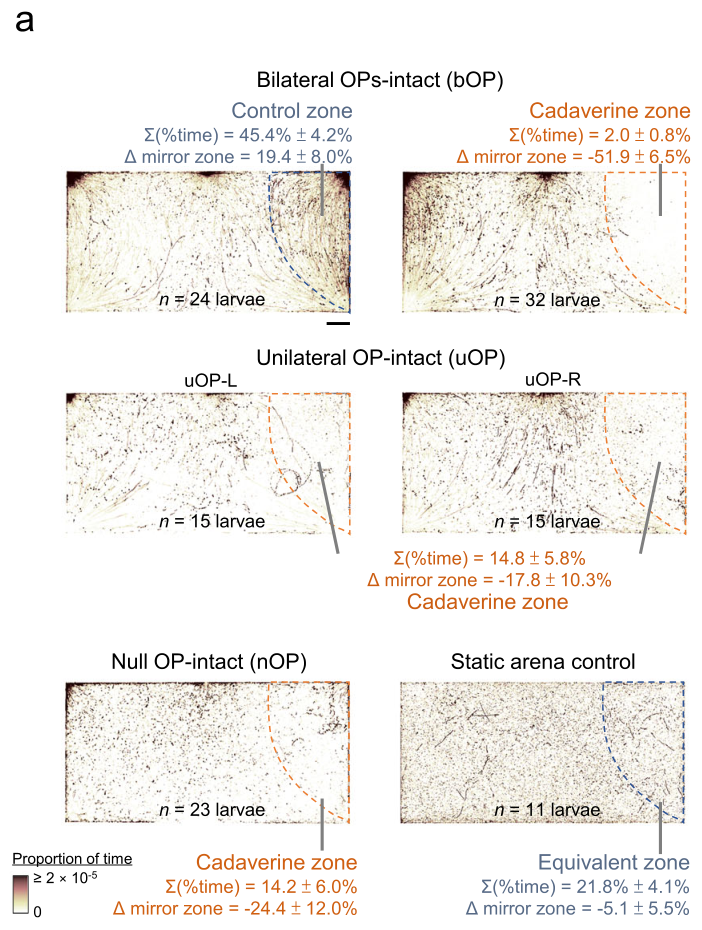 a
Bilateral OPs-intact (bOP)
Control zone
Σ(%time) = 45.4% ± 4.2%
Δ mirror zone = 19.4 ± 8.0%
Cadaverine zone
Σ(%time) = 2.0 ± 0.8%
Δ mirror zone = -51.9 ± 6.5%
n = 24 larvae
n = 32 larvae
Unilateral OP-intact (uOP)
uOP-L
uOP-R
n = 15 larvae
n = 15 larvae
Σ(%time) = 14.8 ± 5.8%
Δ mirror zone = -17.8 ± 10.3%
Cadaverine zone
Null OP-intact (nOP)
Static arena control
n = 23 larvae
n = 11 larvae
Proportion of time
≥ 2 × 10⁻⁵
0
Cadaverine zone
Σ(%time) = 14.2 ± 6.0%
Δ mirror zone = -24.4 ± 12.0%
Equivalent zone
Σ(%time) = 21.8% ± 4.1%
Δ mirror zone = -5.1 ± 5.5%